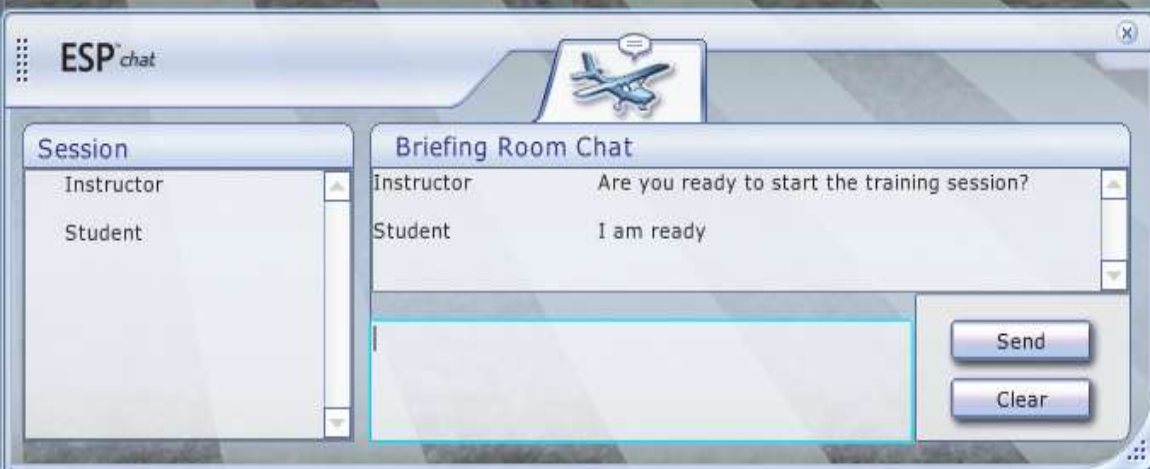 ESP™ chat
Session
Instructor
Student
Briefing Room Chat
Instructor Are you ready to start the training session?
Student I am ready
Send
Clear